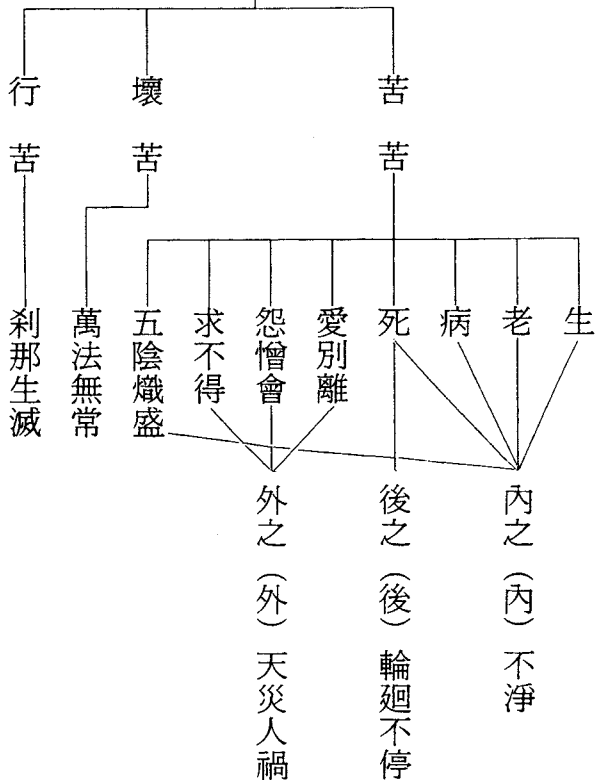 苦苦
壞苦
行苦
生
老
病
死
愛別離
怨憎會
求不得
五陰熾盛
萬法無常
刹那生滅
內之（內）不淨
後之（後）輪廻不停
外之（外）天災人禍